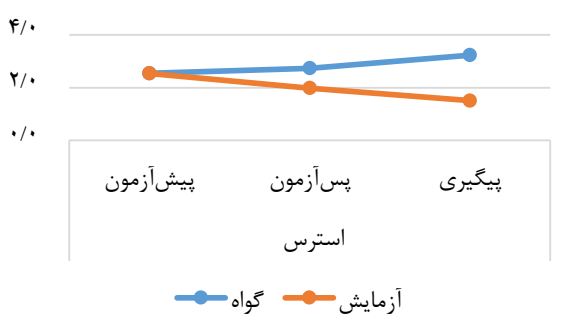 ۴/۰
۲/۰
۰/۰
پیش‌آزمون پس‌آزمون پیگیری
استرس
گواه آزمایش